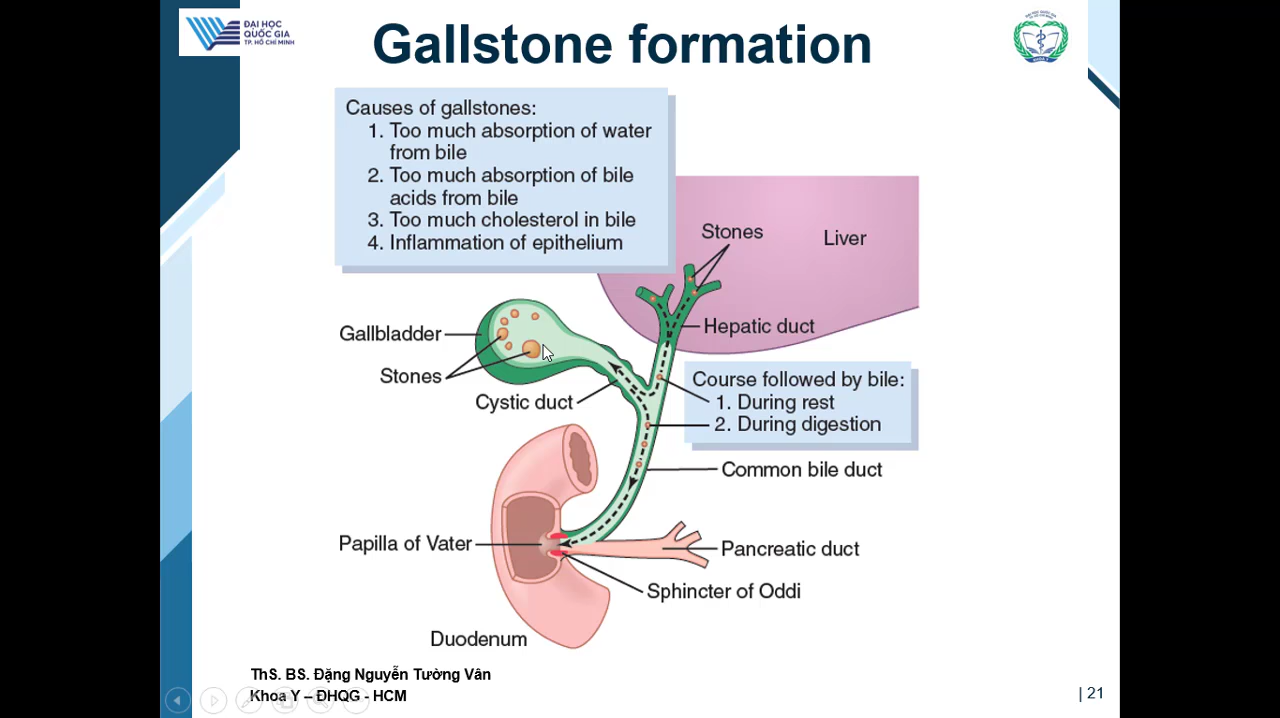 ĐẠI HỌC
QUỐC GIA
TP. HỒ CHÍ MINH
Gallstone formation
Causes of gallstones:
1. Too much absorption of water
from bile
2. Too much absorption of bile
acids from bile
3. Too much cholesterol in bile
4. Inflammation of epithelium
Stones
Liver
Gallbladder
Hepatic duct
Stones
Cystic duct
Course followed by bile:
1. During rest
2. During digestion
Common bile duct
Papilla of Vater
Pancreatic duct
Sphincter of Oddi
Duodenum
ThS. BS. Đặng Nguyễn Tường Vân
Khoa Y – ĐHQG - HCM
| 21